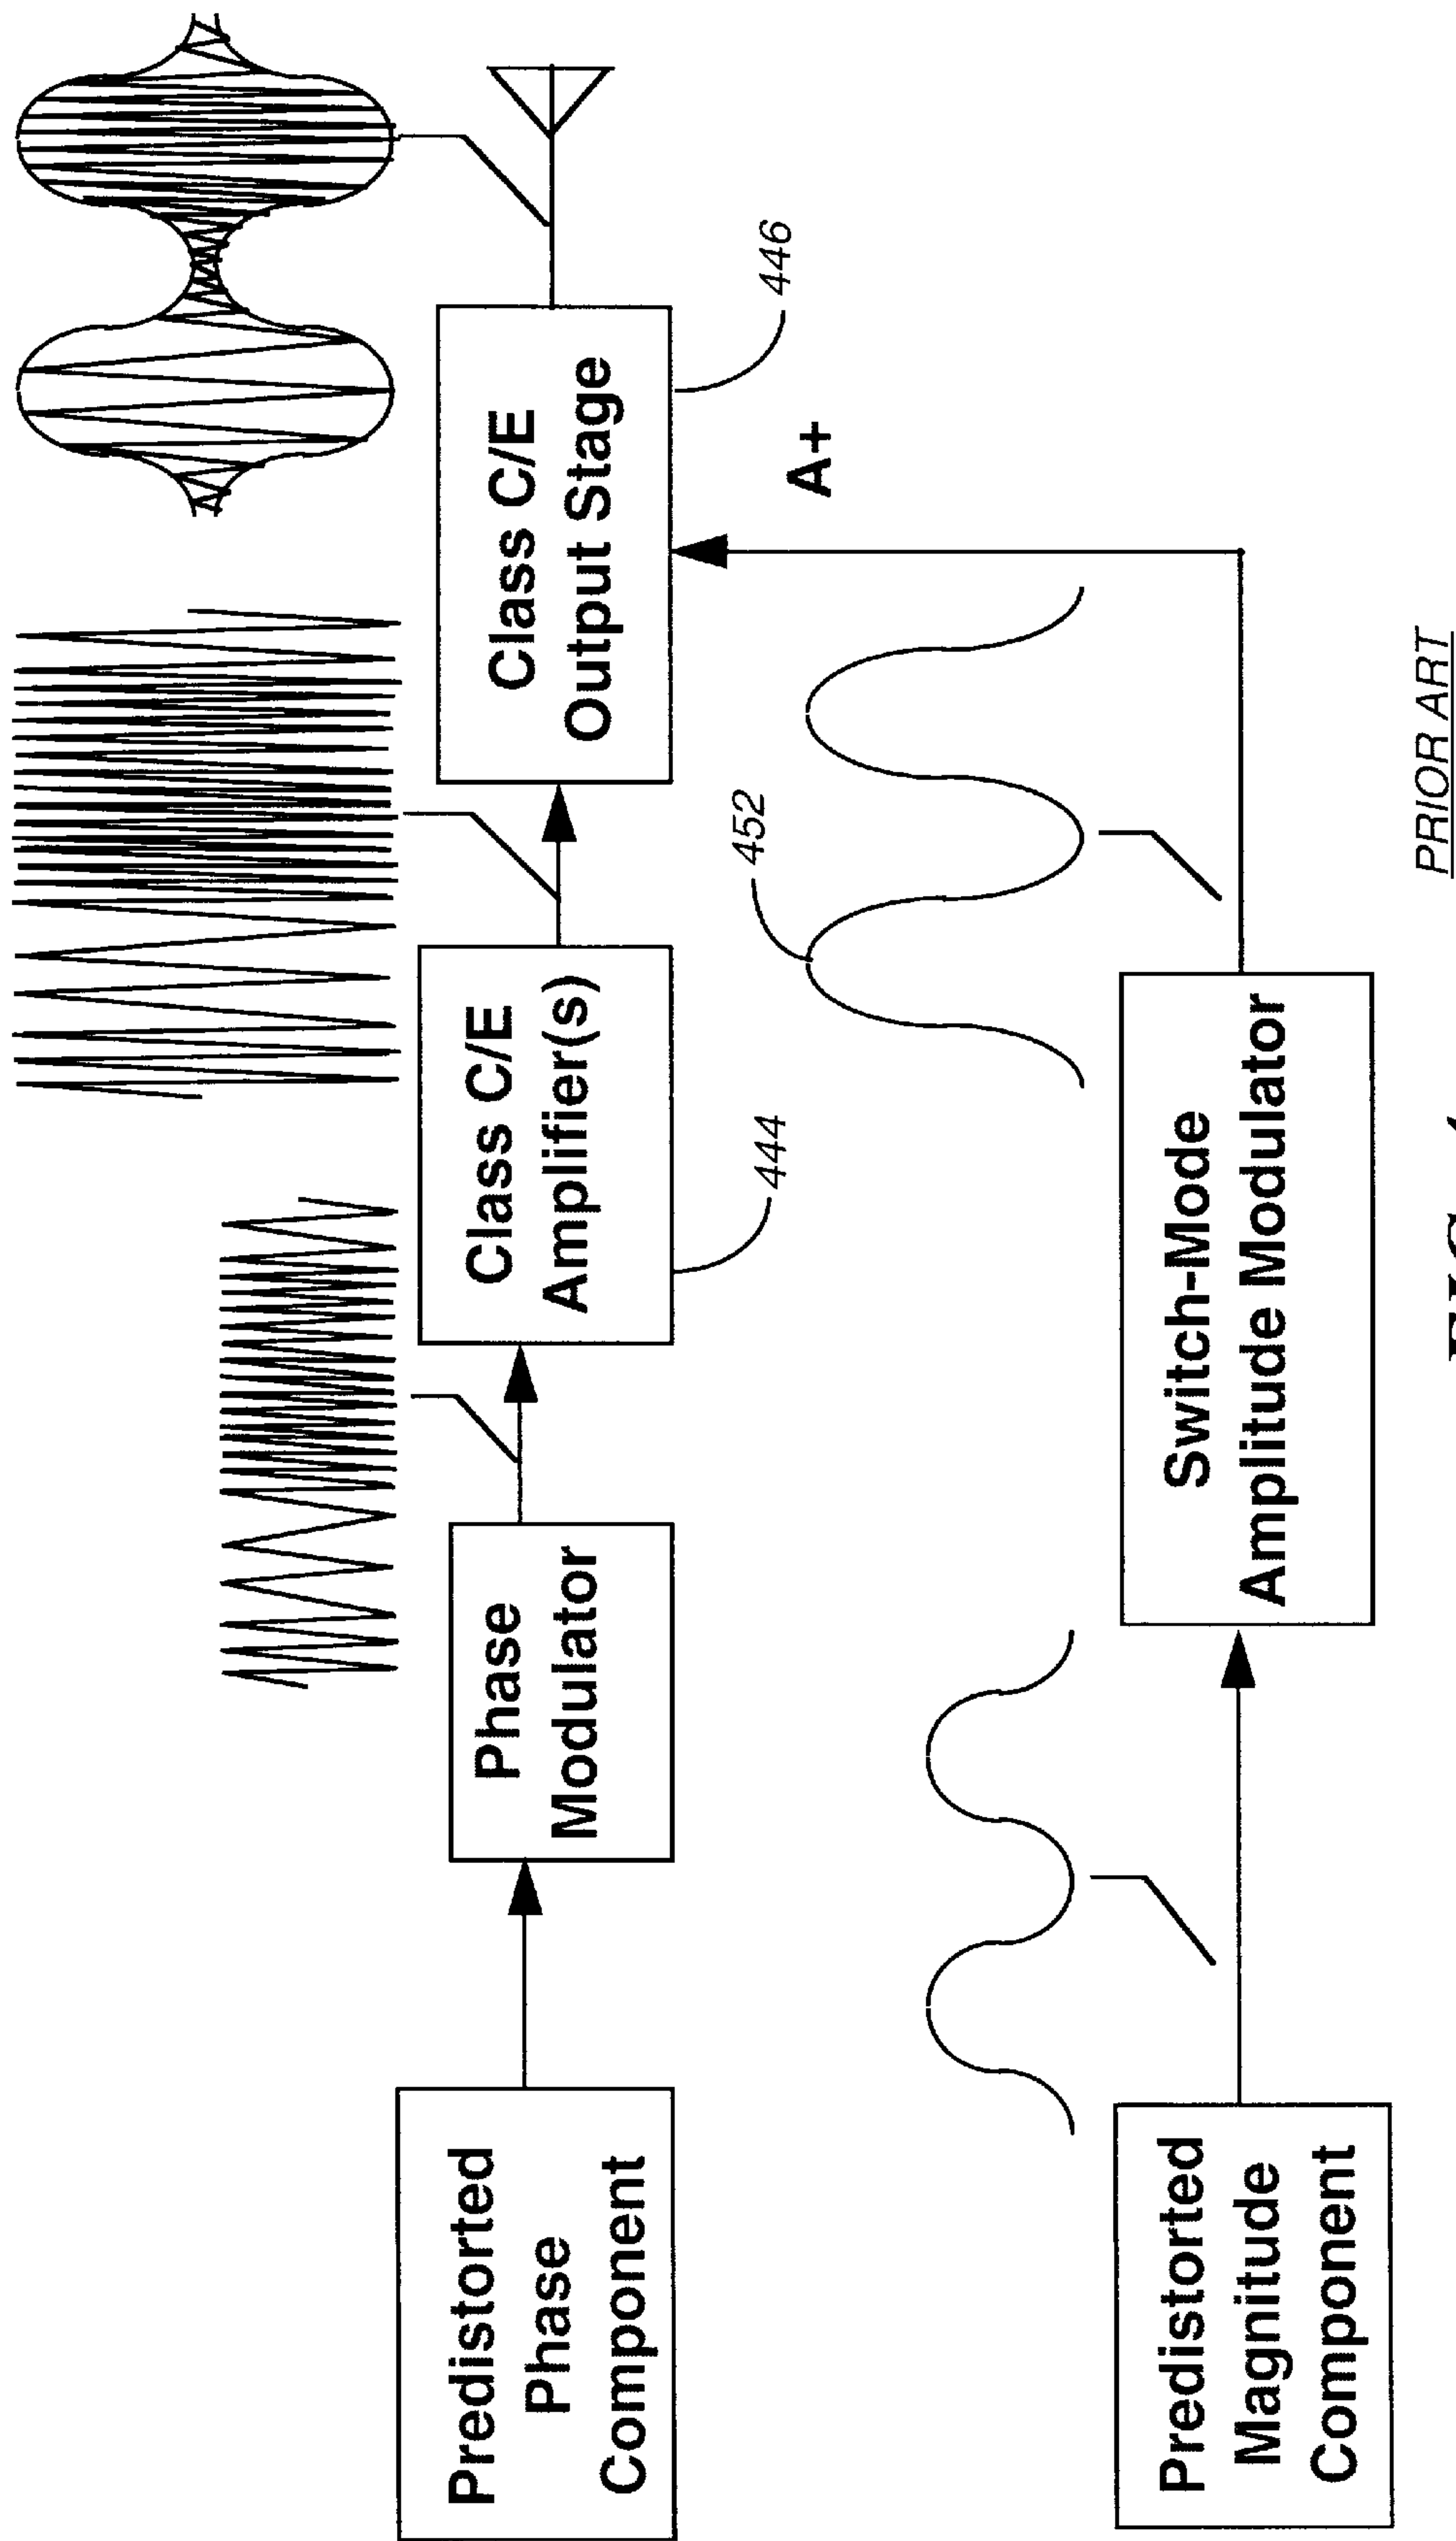 Predistorted
Phase
Component
Phase
Modulator
Class C/E
Amplifier(s)
444
Class C/E
Output Stage
446
A+
452
Predistorted
Magnitude
Component
Switch-Mode
Amplitude Modulator
PRIOR ART